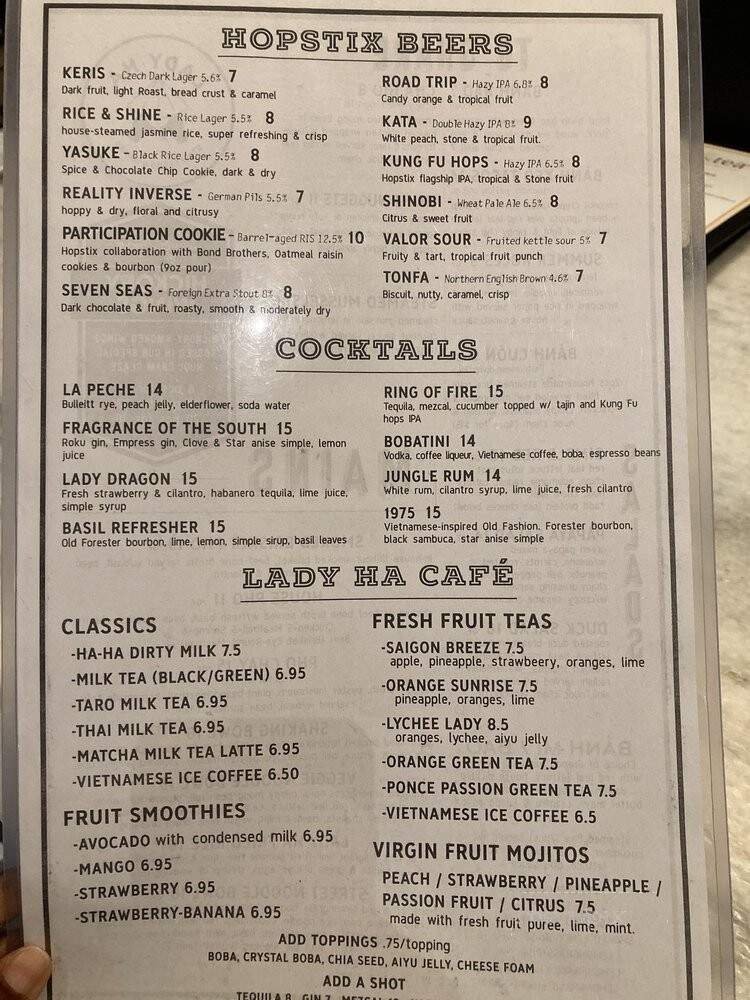 HOPSTIX BEERS
KERIS - Czech Dark Lager 5.6% 7
Dark fruit, light Roast, bread crust & caramel
RICE & SHINE - Rice Lager 5.5% 8
house-steamed jasmine rice, super refreshing & crisp
YASUKE - Black Rice Lager 5.5% 8
Spice & Chocolate Chip Cookie, dark & dry
REALITY INVERSE - German Pils 5.5% 7
hoppy & dry, floral and citrusy
PARTICIPATION COOKIE - Barrel-aged RIS 12.5% 10
Hopstix collaboration with Bond Brothers, Oatmeal raisin
cookies & bourbon (9oz pour)
SEVEN SEAS - Foreign Extra Stout 8% 8
Dark chocolate & fruit, roasty, smooth & moderately dry
ROAD TRIP - Hazy IPA 6.8% 8
Candy orange & tropical fruit
KATA - Double Hazy IPA 8% 9
White peach, stone & tropical fruit.
KUNG FU HOPS - Hazy IPA 6.5% 8
Hopstix flagship IPA, tropical & Stone fruit
SHINOBI - Wheat Pale Ale 6.5% 8
Citrus & sweet fruit
VALOR SOUR - Fruited kettle sour 5% 7
Fruity & tart, tropical fruit punch
TONFA - Northern English Brown 4.6% 7
Biscuit, nutty, caramel, crisp
COCKTAILS
LA PECHE 14
Bulleitt rye, peach jelly, elderflower, soda water
FRAGRANCE OF THE SOUTH 15
Roku gin, Empress gin, Clove & Star anise simple, lemon
juice
LADY DRAGON 15
Fresh strawberry & cilantro, habanero tequila, lime juice,
simple syrup
BASIL REFRESHER 15
Old Forester bourbon, lime, lemon, simple sirup, basil leaves
RING OF FIRE 15
Tequila, mezcal, cucumber topped w/ tajin and Kung Fu
hops IPA
BOBATINI 14
Vodka, coffee liqueur, Vietnamese coffee, boba, espresso beans
JUNGLE RUM 14
White rum, cilantro syrup, lime juice, fresh cilantro
1975 15
Vietnamese-inspired Old Fashion. Forester bourbon,
black sambuca, star anise simple
LADY HA CAFÉ
CLASSICS
-HA-HA DIRTY MILK 7.5
-MILK TEA (BLACK/GREEN) 6.95
-TARO MILK TEA 6.95
-THAI MILK TEA 6.95
-MATCHA MILK TEA LATTE 6.95
-VIETNAMESE ICE COFFEE 6.50
FRUIT SMOOTHIES
-AVOCADO with condensed milk 6.95
-MANGO 6.95
-STRAWBERRY 6.95
-STRAWBERRY-BANANA 6.95
FRESH FRUIT TEAS
-SAIGON BREEZE 7.5
apple, pineapple, strawbeery, oranges, lime
-ORANGE SUNRISE 7.5
pineapple, oranges, lime
-LYCHEE LADY 8.5
oranges, lychee, aiyu jelly
-ORANGE GREEN TEA 7.5
-PONCE PASSION GREEN TEA 7.5
-VIETNAMESE ICE COFFEE 6.5
VIRGIN FRUIT MOJITOS
PEACH / STRAWBERRY / PINEAPPLE /
PASSION FRUIT / CITRUS 7.5
made with fresh fruit puree, lime, mint.
ADD TOPPINGS .75/topping
BOBA, CRYSTAL BOBA, CHIA SEED, AIYU JELLY, CHEESE FOAM
ADD A SHOT